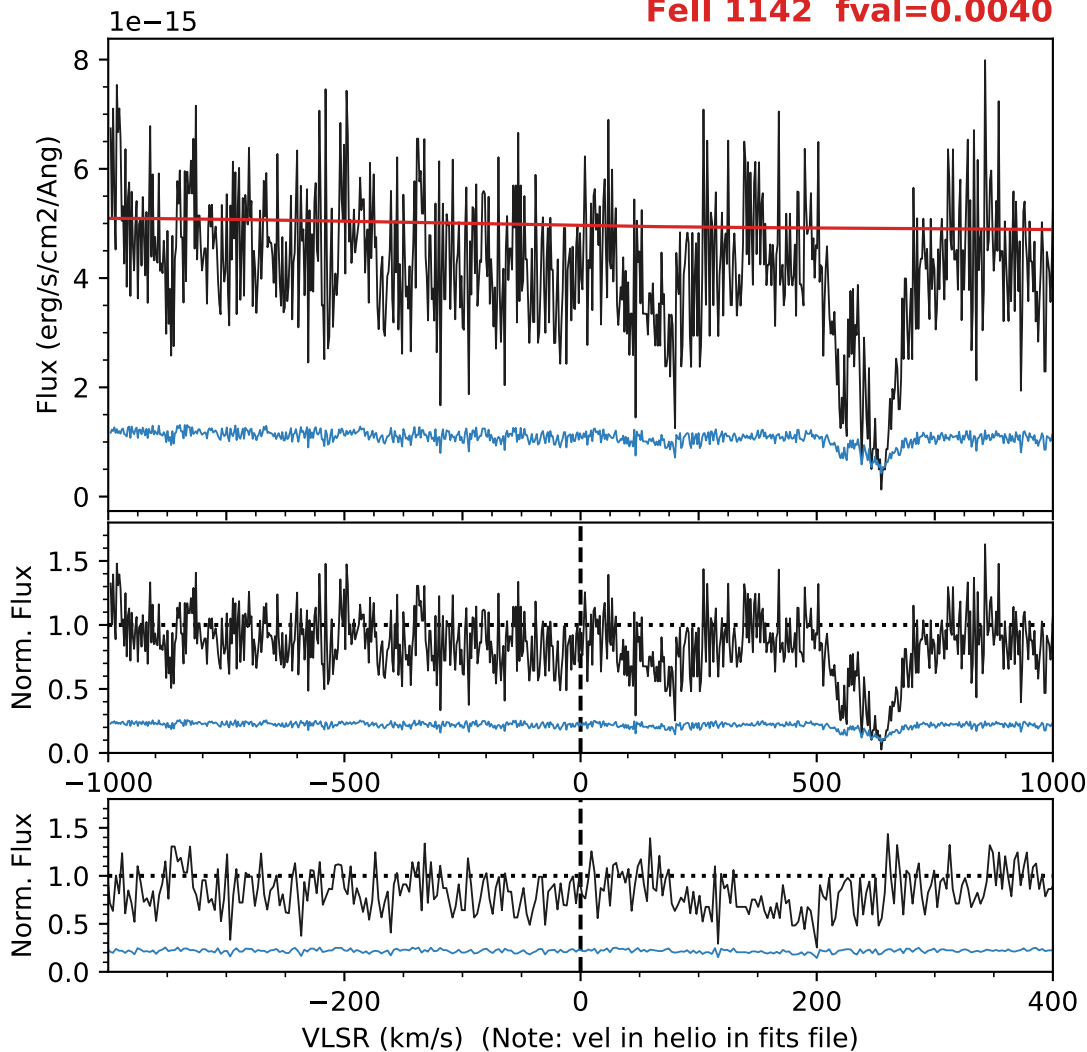 FeII 1142 fval=0.0040
1e−15
8
6
4
2
0
Flux (erg/s/cm2/Ang)
1.5
1.0
0.5
0.0
Norm. Flux
−1000 −500 0 500 1000
1.5
1.0
0.5
0.0
Norm. Flux
−200 0 200 400
VLSR (km/s) (Note: vel in helio in fits file)